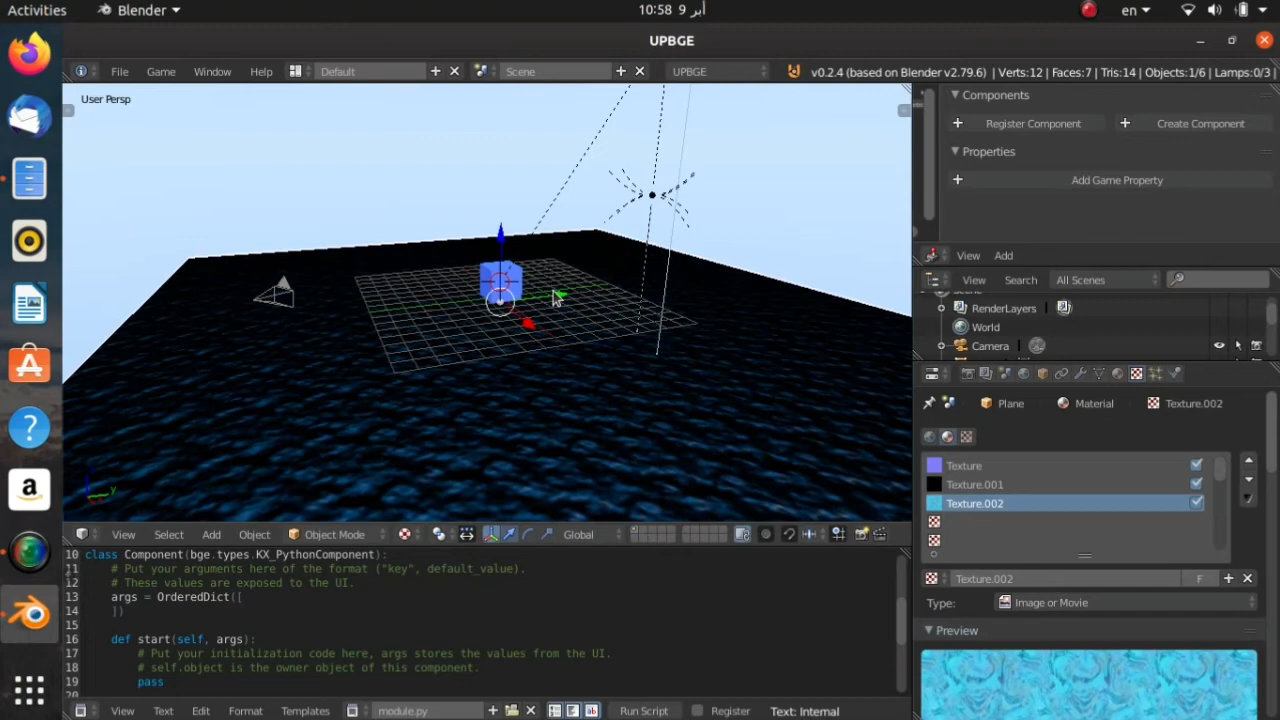 Activities
Blender
أبر 9 10:58
en
UPBGE
File Game Window Help Default Scene UPBGE v0.2.4 (based on Blender v2.79.6) | Verts:12 | Faces:7 | Tris:14 | Objects:1/6 | Lamps:0/3 |
User Persp
Components
Register Component
Create Component
Properties
Add Game Property
View Add
View Search All Scenes
RenderLayers
World
Camera
Plane Material Texture.002
Texture
Texture.001
Texture.002
y
View Select Add Object Object Mode Global
Texture.002 F
Type: Image or Movie
Preview
10 class Component(bge.types.KX_PythonComponent):
11 # Put your arguments here of the format ("key", default_value).
12 # These values are exposed to the UI.
13 args = OrderedDict([
14 ])
15
16 def start(self, args):
17 # Put your initialization code here, args stores the values from the UI.
18 # self.object is the owner object of this component.
19 pass
20
View Text Edit Format Templates module.py Run Script Register Text: Internal